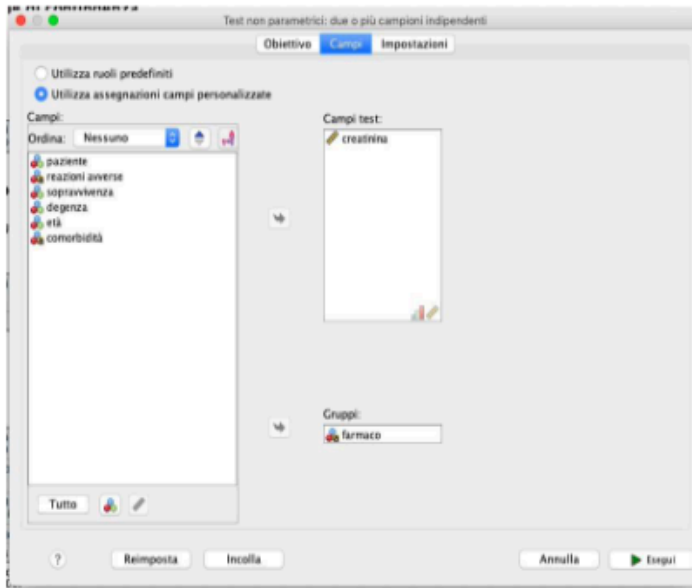 Test non parametrici: due o più campioni indipendenti
Obiettivo Campi Impostazioni
Utilizza ruoli predefiniti
Utilizza assegnazioni campi personalizzate
Campi:
Ordina: Nessuno
paziente
reazioni avverse
sopravvivenza
degenza
età
comorbidità
Tutto
Campi test:
creatinina
Gruppi:
farmaco
? Reimposta Incolla Annulla Esegui